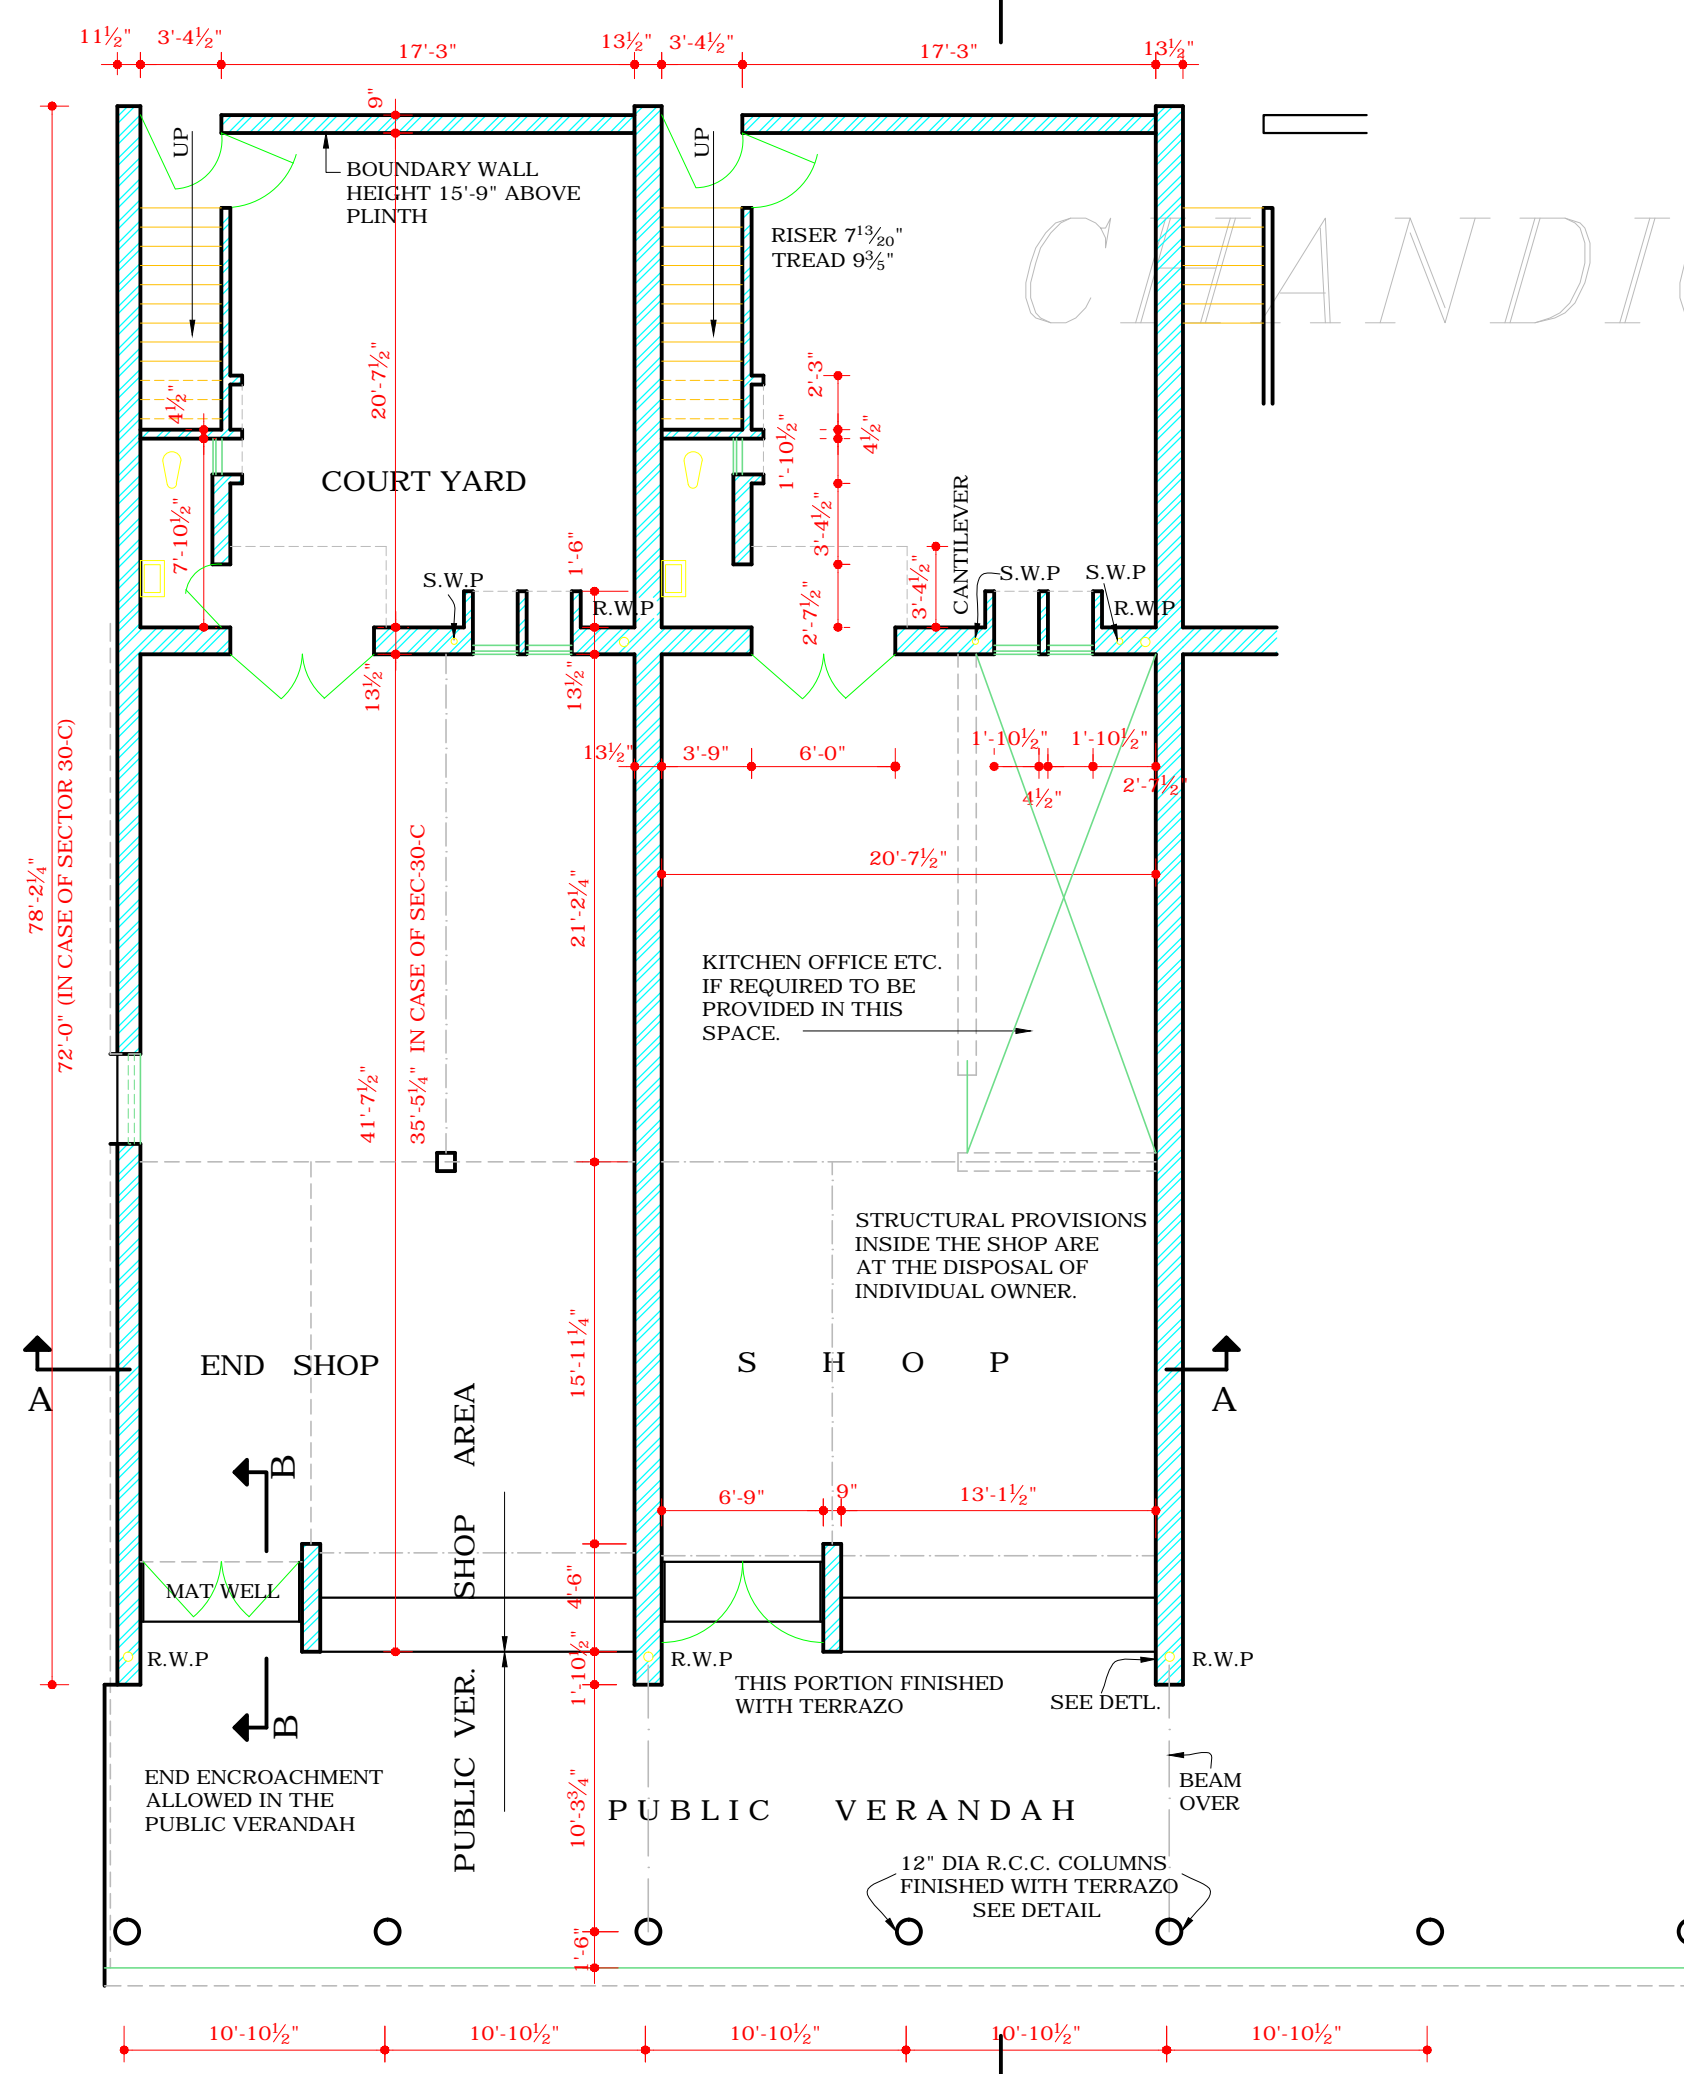 11½" 3'-4½" 17'-3" 13½" 3'-4½" 17'-3" 13½"
9"
UP
UP
BOUNDARY WALL
HEIGHT 15'-9" ABOVE
PLINTH
RISER 7¹³⁄₂₀"
TREAD 9⅗"
CHANDI
20'-7½"
4½"
7'-10½"
2'-3"
4½"
1'-10½"
3'-4½"
2'-7½"
3'-4½"
COURT YARD
CANTILEVER
1'-6"
S.W.P
S.W.P
S.W.P
R.W.P
R.W.P
13½"
13½"
13½" 3'-9" 6'-0" 1'-10½" 1'-10½"
4½"
2'-7½"
20'-7½"
78'-2¼"
72'-0" (IN CASE OF SECTOR 30-C)
41'-7½"
35'-5¼" IN CASE OF SEC-30-C
21'-2¼"
KITCHEN OFFICE ETC.
IF REQUIRED TO BE
PROVIDED IN THIS
SPACE.
STRUCTURAL PROVISIONS
INSIDE THE SHOP ARE
AT THE DISPOSAL OF
INDIVIDUAL OWNER.
15'-11¼"
END SHOP
SHOP
A
A
B
B
SHOP AREA
PUBLIC VER.
6'-9" 9" 13'-1½"
MAT WELL
4'-6"
1'-10½"
R.W.P
R.W.P
R.W.P
THIS PORTION FINISHED
WITH TERRAZO
SEE DETL.
END ENCROACHMENT
ALLOWED IN THE
PUBLIC VERANDAH
10'-3¾"
PUBLIC VERANDAH
BEAM
OVER
12" DIA R.C.C. COLUMNS
FINISHED WITH TERRAZO
SEE DETAIL
1'-6"
10'-10½" 10'-10½" 10'-10½" 10'-10½" 10'-10½"